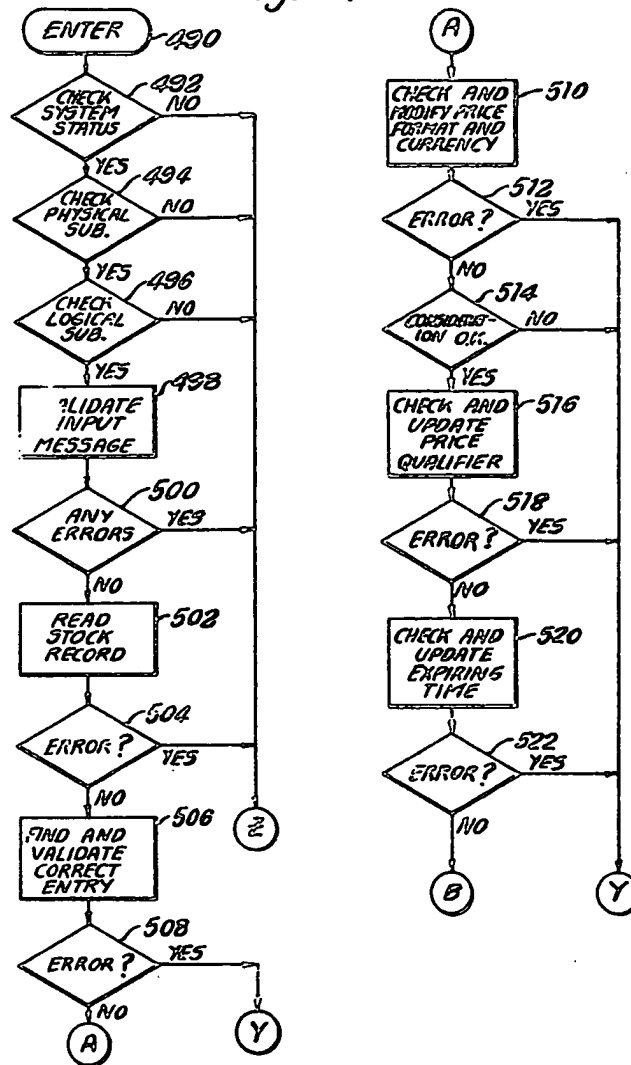 ENTER
490
CHECK
SYSTEM
STATUS
492
NO
YES
CHECK
PHYSICAL
SUB.
494
NO
YES
CHECK
LOGICAL
SUB.
496
NO
YES
ALIDATE
INPUT
MESSAGE
498
ANY
ERRORS
500
YES
NO
READ
STOCK
RECORD
502
ERROR?
504
YES
NO
Z
FIND AND
VALIDATE
CORRECT
ENTRY
506
ERROR?
508
YES
NO
A
Y
A
CHECK AND
MODIFY PRICE
FORMAT AND
CURRENCY
510
ERROR?
512
YES
NO
CONSIDERAT-
ION O.K.
514
NO
YES
CHECK AND
UPDATE
PRICE
QUALIFIER
516
ERROR?
518
YES
NO
CHECK AND
UPDATE
EXPIRING
TIME
520
ERROR?
522
YES
NO
B
Y